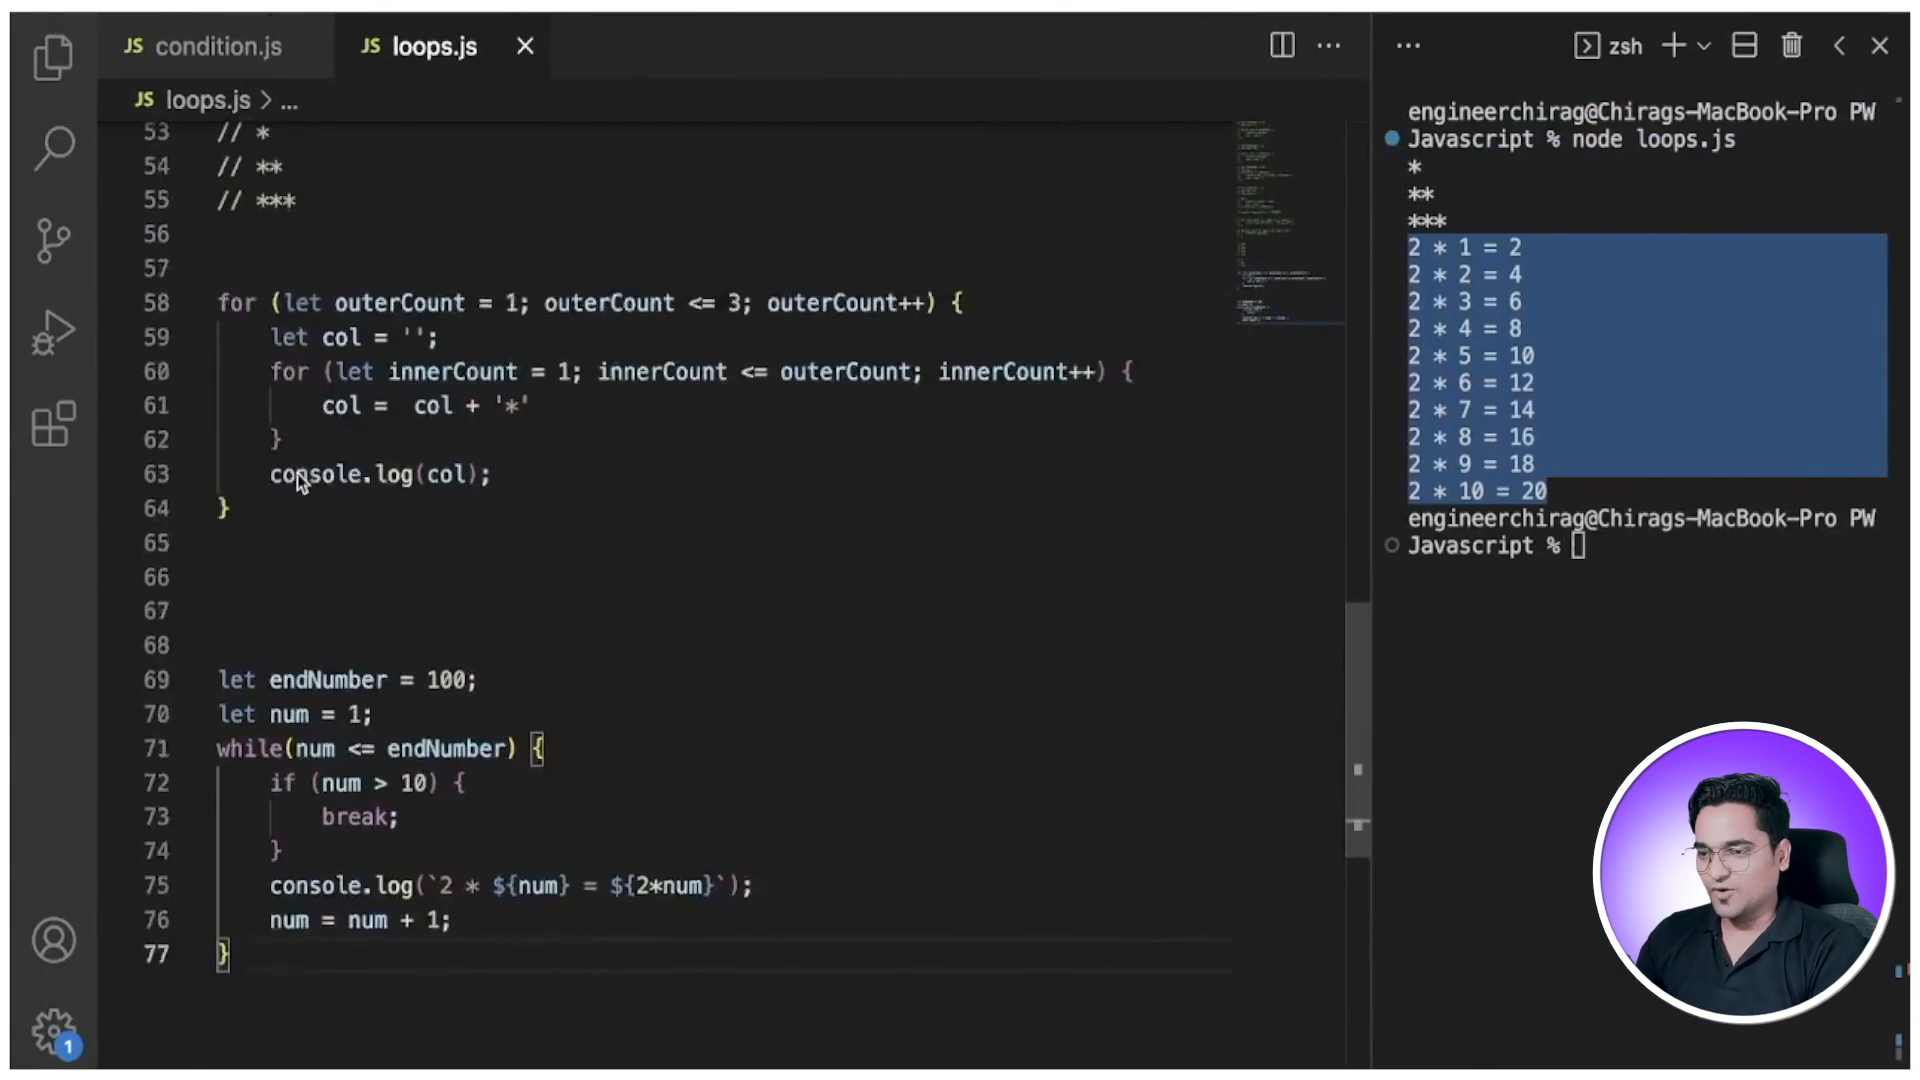 JS condition.js
JS loops.js
zsh
JS loops.js > ...
53 // *
54 // **
55 // ***
56
57
58 for (let outerCount = 1; outerCount <= 3; outerCount++) {
59 let col = '';
60 for (let innerCount = 1; innerCount <= outerCount; innerCount++) {
61 col =  col + '*'
62 }
63 console.log(col);
64 }
65
66
67
68
69 let endNumber = 100;
70 let num = 1;
71 while(num <= endNumber) {
72 if (num > 10) {
73 break;
74 }
75 console.log(`2 * ${num} = ${2*num}`);
76 num = num + 1;
77 }
1
engineerchirag@Chirags-MacBook-Pro PW
Javascript % node loops.js
*
**
***
2 * 1 = 2
2 * 2 = 4
2 * 3 = 6
2 * 4 = 8
2 * 5 = 10
2 * 6 = 12
2 * 7 = 14
2 * 8 = 16
2 * 9 = 18
2 * 10 = 20
engineerchirag@Chirags-MacBook-Pro PW
Javascript %